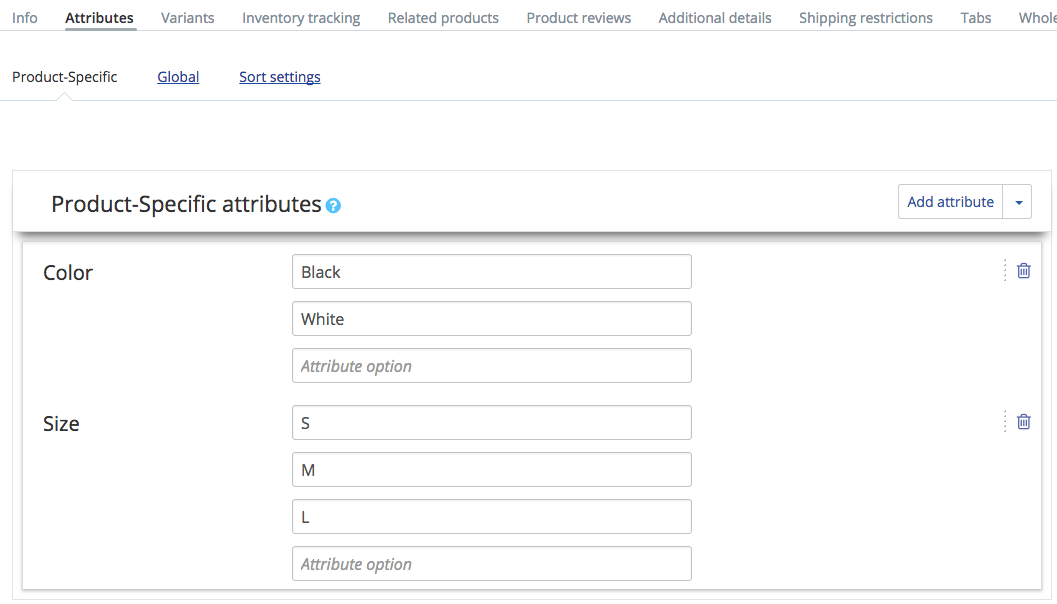 Info Attributes Variants Inventory tracking Related products Product reviews Additional details Shipping restrictions Tabs Whole
Product-Specific Global Sort settings
Product-Specific attributes ? Add attribute
Color Black
White
Attribute option
Size S
M
L
Attribute option